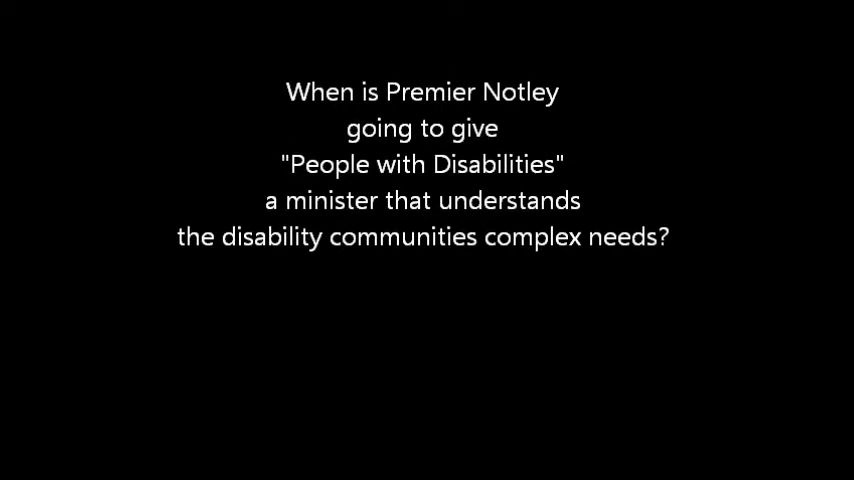 When is Premier Notley
going to give
"People with Disabilities"
a minister that understands
the disability communities complex needs?